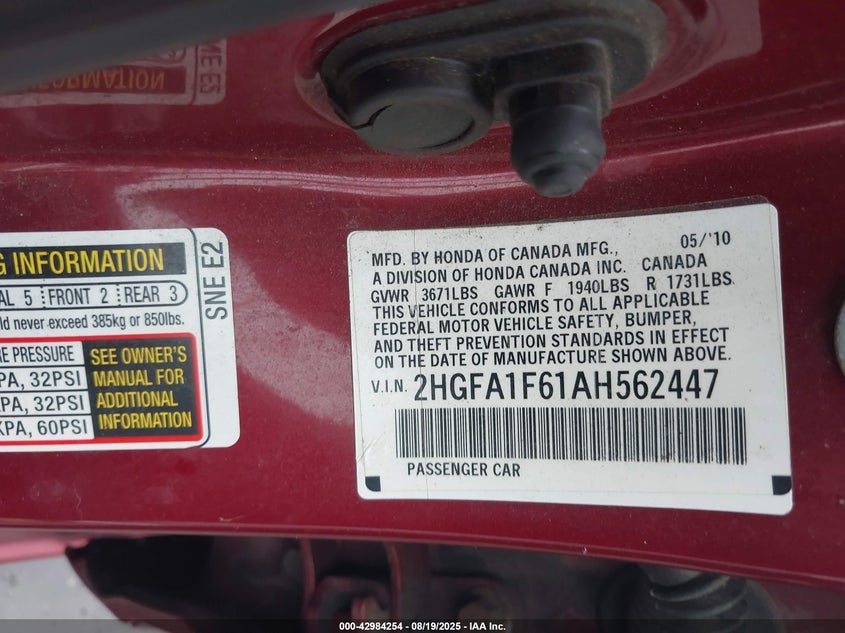 G INFORMATION
AL 5 FRONT 2 REAR 3
ld never exceed 385kg or 850lbs.
RE PRESSURE
PA, 32PSI
PA, 32PSI
KPA, 60PSI
SEE OWNER'S
MANUAL FOR
ADDITIONAL
INFORMATION
SNE E2
MFD. BY HONDA OF CANADA MFG., 05/'10
A DIVISION OF HONDA CANADA INC. CANADA
GVWR 3671LBS GAWR F 1940LBS R 1731LBS
THIS VEHICLE CONFORMS TO ALL APPLICABLE
FEDERAL MOTOR VEHICLE SAFETY, BUMPER,
AND THEFT PREVENTION STANDARDS IN EFFECT
ON THE DATE OF MANUFACTURE SHOWN ABOVE.
V.I.N. 2HGFA1F61AH562447
PASSENGER CAR
000-42984254 - 08/19/2025 - IAA Inc.